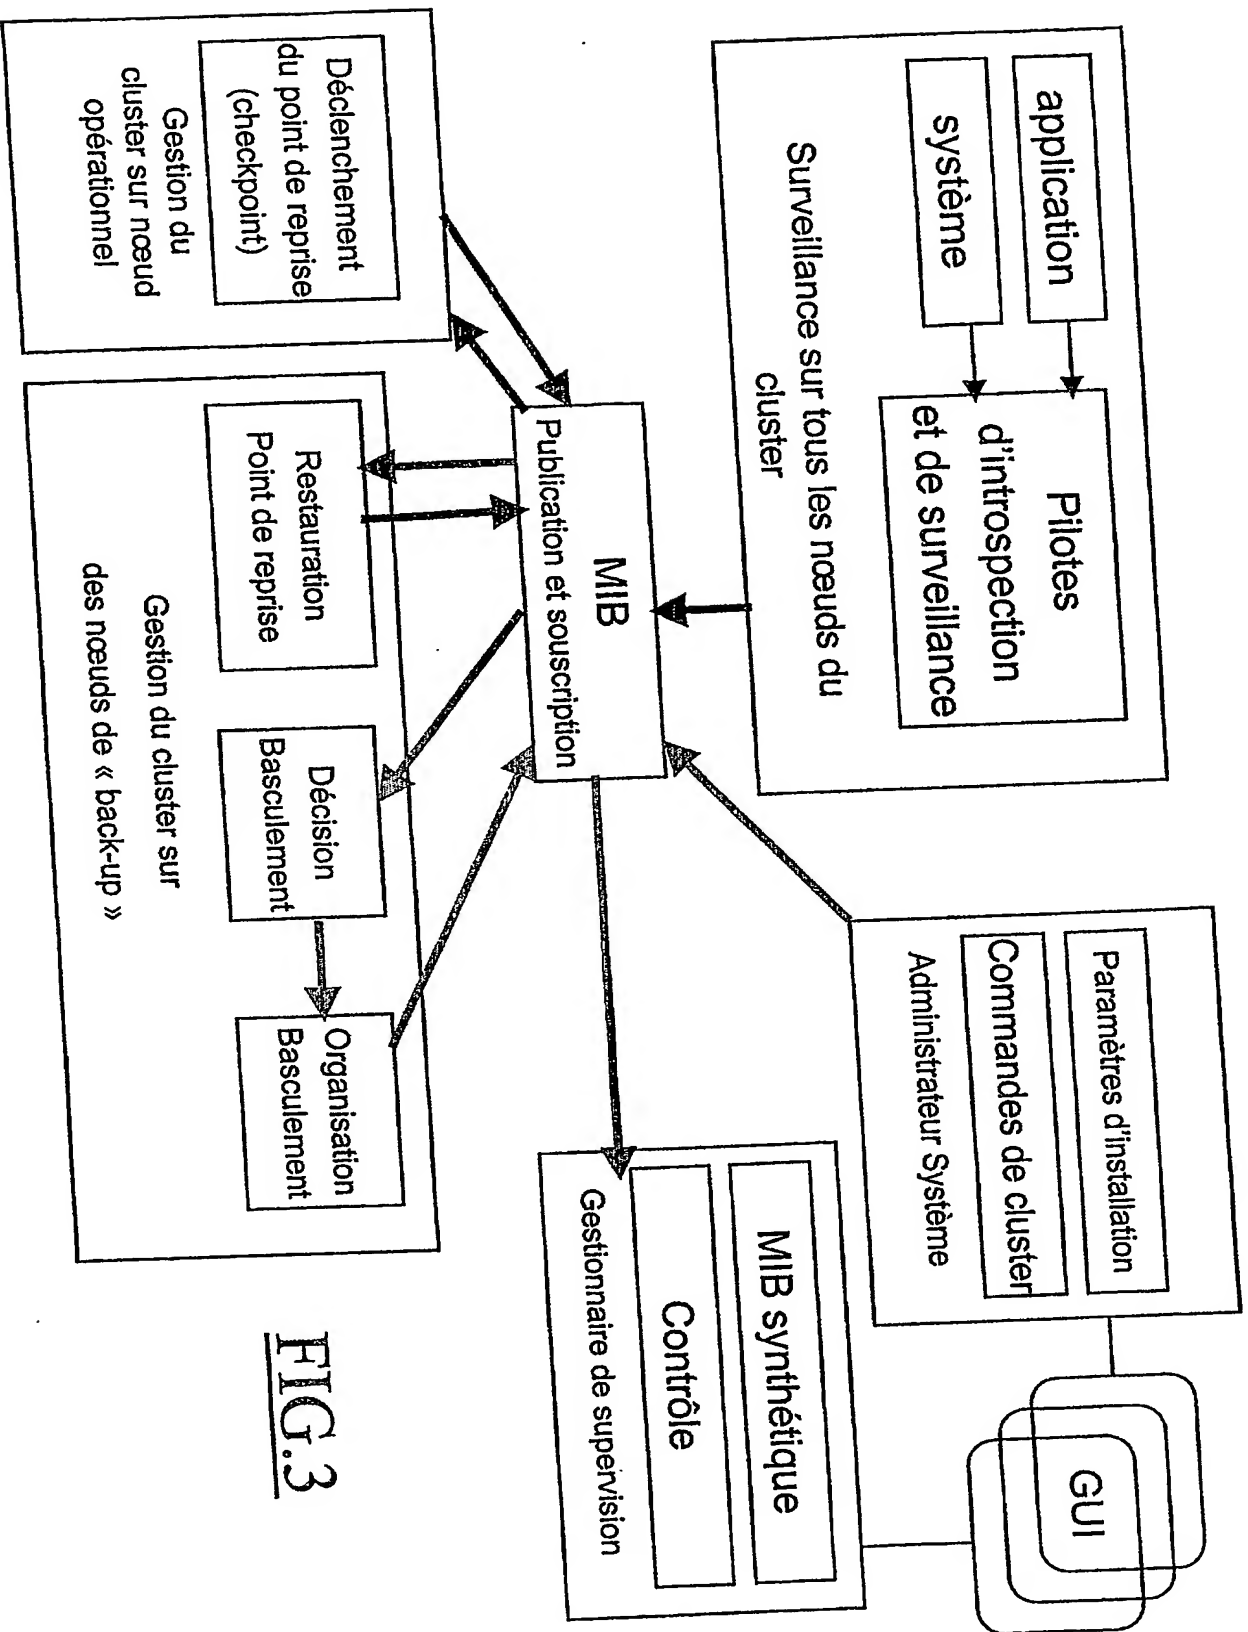 application
système
Pilotes
d'introspection
et de surveillance
Surveillance sur tous les nœuds du
cluster
Paramètres d'installation
Commandes de cluster
Administrateur Système
GUI
MIB
Publication et souscription
MIB synthétique
Contrôle
Gestionnaire de supervision
Déclenchement
du point de reprise
(checkpoint)
Gestion du
cluster sur nœud
opérationnel
Restauration
Point de reprise
Décision
Basculement
Organisation
Basculement
Gestion du cluster sur
des nœuds de « back-up »
FIG.3